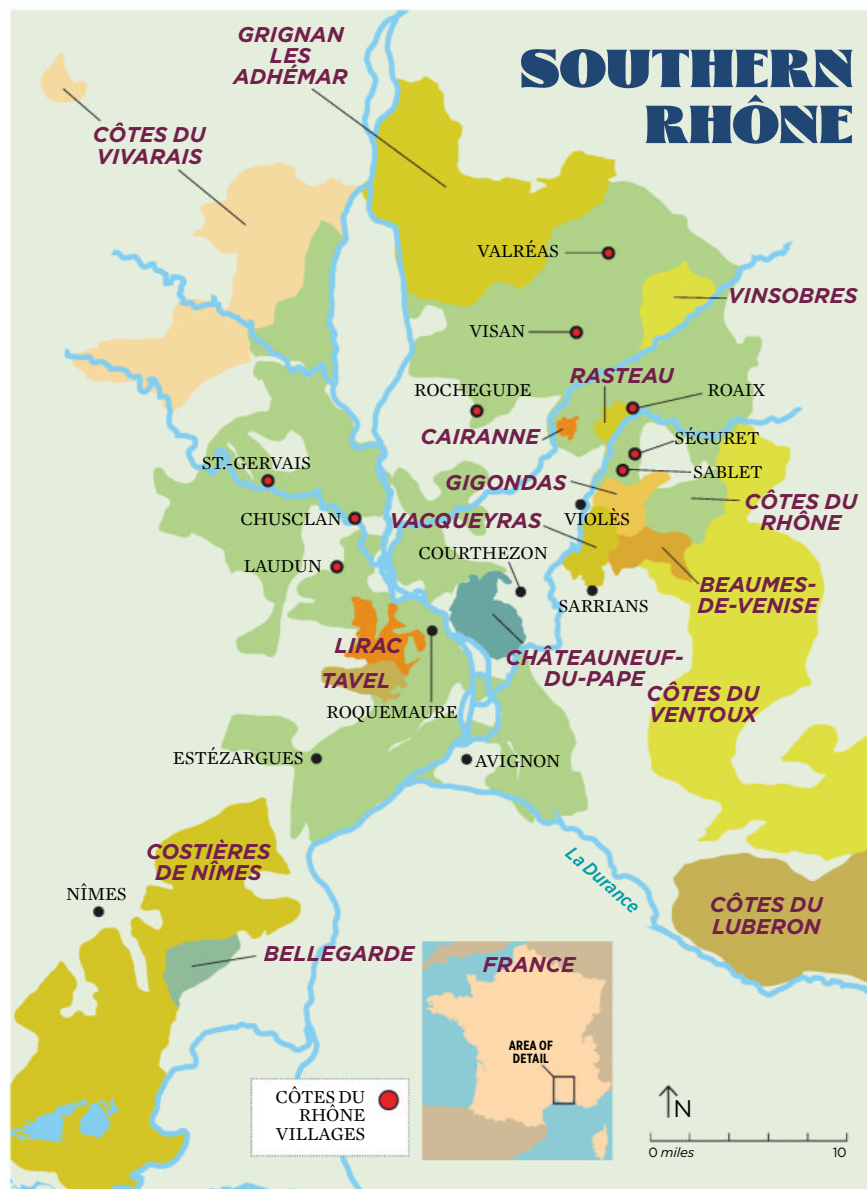 SOUTHERN
RHÔNE
GRIGNAN
LES
ADHÉMAR
CÔTES DU
VIVARAIS
VALRÉAS
VINSOBRES
VISAN
RASTEAU
ROCHEGUDE
ROAIX
CAIRANNE
SÉGURET
ST.-GERVAIS
SABLET
GIGONDAS
CÔTES DU
RHÔNE
CHUSCLAN
VACQUEYRAS
VIOLÈS
COURTHEZON
LAUDUN
BEAUMES-
DE-VENISE
SARRIANS
LIRAC
CHÂTEAUNEUF-
DU-PAPE
TAVEL
CÔTES DU
VENTOUX
ROQUEMAURE
ESTÉZARGUES
AVIGNON
COSTIÈRES
DE NÎMES
La Durance
NÎMES
CÔTES DU
LUBERON
BELLEGARDE
FRANCE
AREA OF
DETAIL
CÔTES DU
RHÔNE
VILLAGES
N
0 miles 10